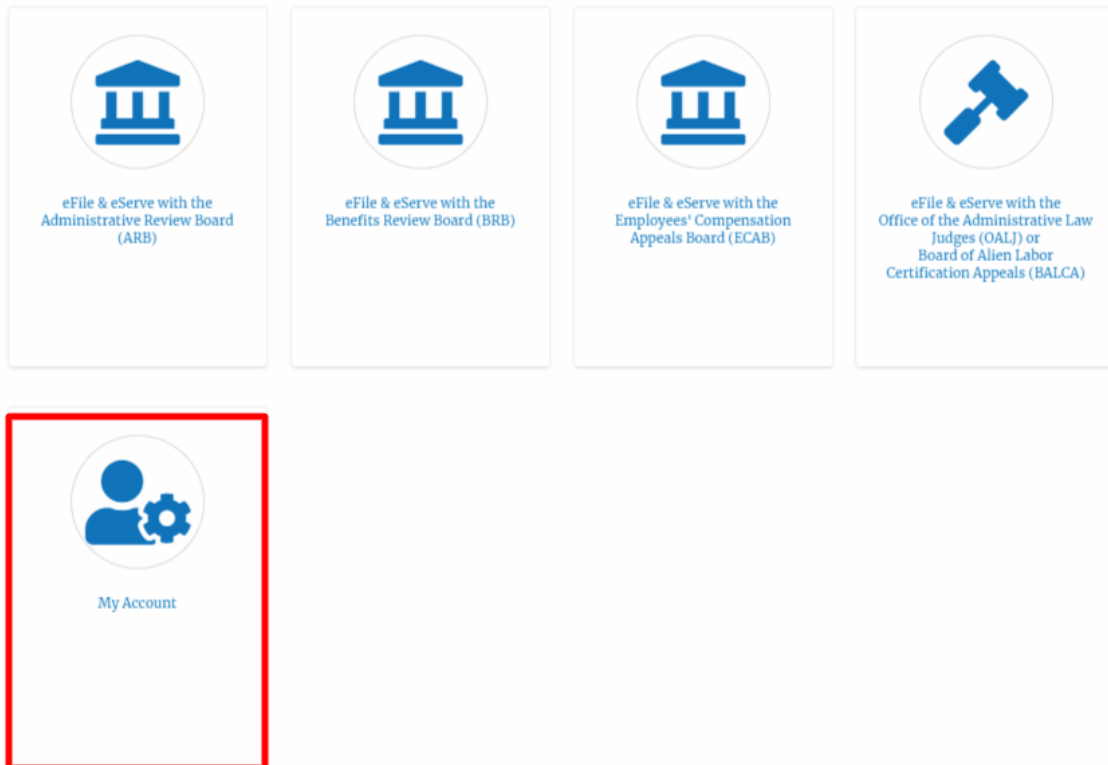 eFile & eServe with the
Administrative Review Board
(ARB)
eFile & eServe with the
Benefits Review Board (BRB)
eFile & eServe with the
Employees' Compensation
Appeals Board (ECAB)
eFile & eServe with the
Office of the Administrative Law
Judges (OALJ) or
Board of Alien Labor
Certification Appeals (BALCA)
My Account